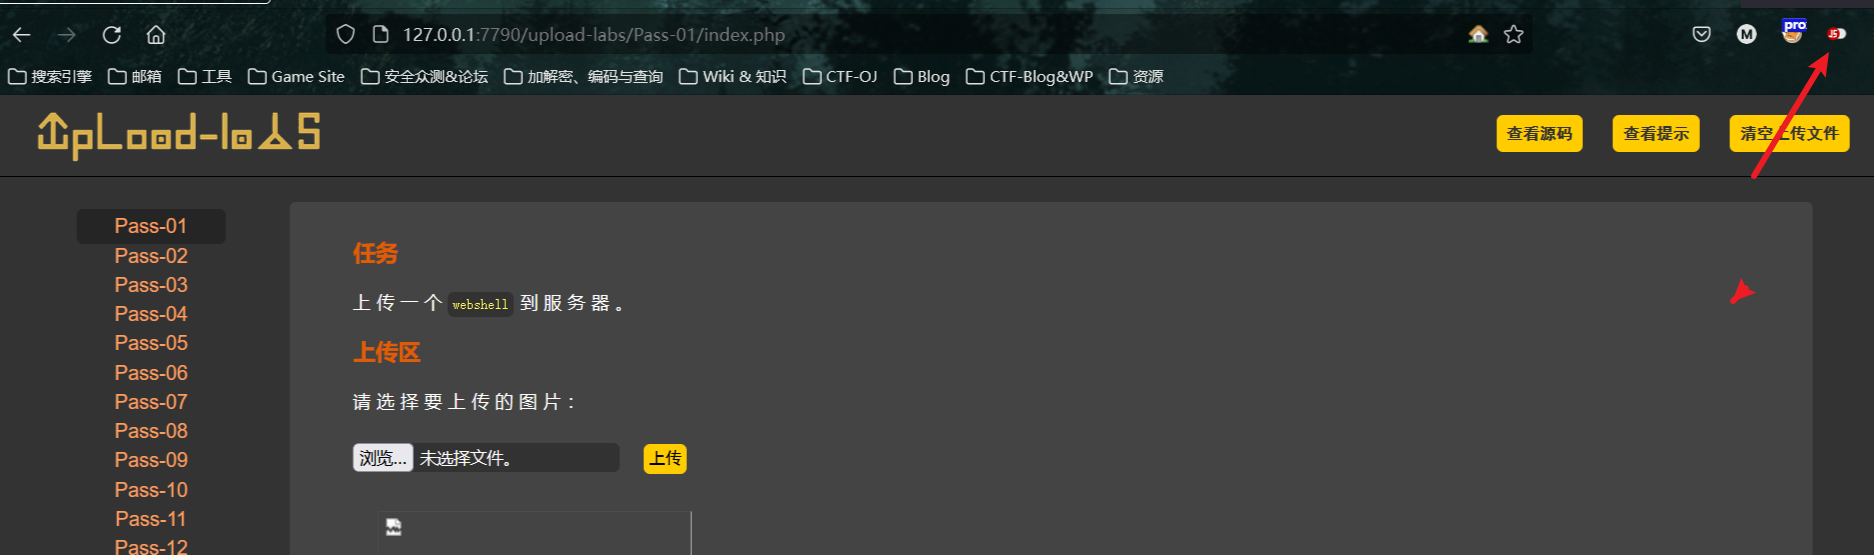 127.0.0.1:7790/upload-labs/Pass-01/index.php
M pro JS
搜索引擎 邮箱 工具 Game Site 安全众测&论坛 加解密、编码与查询 Wiki & 知识 CTF-OJ Blog CTF-Blog&WP 资源
UpLoad-labS
查看源码 查看提示 清空上传文件
Pass-01
Pass-02
Pass-03
Pass-04
Pass-05
Pass-06
Pass-07
Pass-08
Pass-09
Pass-10
Pass-11
Pass-12
任务
上传一个 webshell 到服务器。
上传区
请选择要上传的图片：
浏览... 未选择文件。 上传